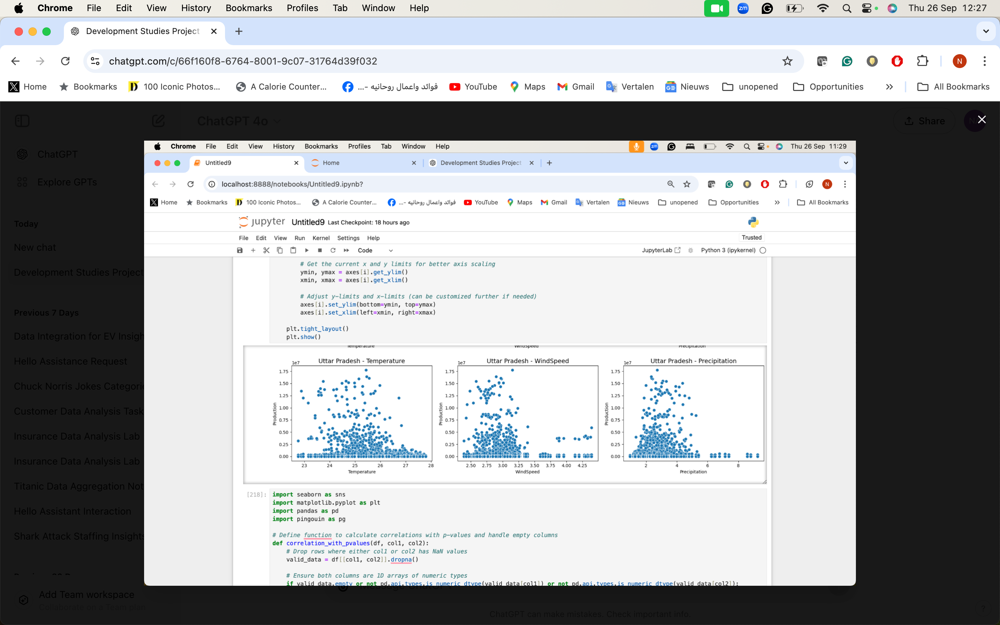 Chrome File Edit View History Bookmarks Profiles Tab Window Help zm Thu 26 Sep 12:27
Development Studies Project
chatgpt.com/c/66f160f8-6764-8001-9c07-31764d39f032 N
Home Bookmarks 100 Iconic Photos... A Calorie Counter... فوائد واعمال روحانيه -... YouTube Maps Gmail Vertalen Nieuws unopened Opportunities All Bookmarks
ChatGPT 4o Share
ChatGPT
Explore GPTs
Today
New chat
Development Studies Project
Previous 7 Days
Data Integration for EV Insigh
Hello Assistance Request
Chuck Norris Jokes Categorie
Customer Data Analysis Task
Insurance Data Analysis Lab
Insurance Data Analysis Lab
Titanic Data Aggregation Not
Hello Assistant Interaction
Shark Attack Staffing Insights
Add Team workspace
Collaborate on a Team plan
Chrome File Edit View History Bookmarks Profiles Tab Window Help zm Thu 26 Sep 11:29
Untitled9 Home Development Studies Project
localhost:8888/notebooks/Untitled9.ipynb? N
Home Bookmarks 100 Iconic Photos... A Calorie Counter... فوائد واعمال روحانيه -... YouTube Maps Gmail Vertalen Nieuws unopened Opportunities All Bookmarks
jupyter Untitled9 Last Checkpoint: 18 hours ago
File Edit View Run Kernel Settings Help Trusted
Code JupyterLab Python 3 (ipykernel)
# Get the current x and y limits for better axis scaling
ymin, ymax = axes[i].get_ylim()
xmin, xmax = axes[i].get_xlim()
# Adjust y-limits and x-limits (can be customized further if needed)
axes[i].set_ylim(bottom=ymin, top=ymax)
axes[i].set_xlim(left=xmin, right=xmax)
plt.tight_layout()
plt.show()
Temperature WindSpeed Precipitation
Uttar Pradesh - Temperature
1e7
1.75
1.50
1.25
1.00
0.75
0.50
0.25
0.00
Production
23 24 25 26 27 28
Temperature
Uttar Pradesh - WindSpeed
1e7
1.75
1.50
1.25
1.00
0.75
0.50
0.25
0.00
Production
2.50 2.75 3.00 3.25 3.50 3.75 4.00 4.25
WindSpeed
Uttar Pradesh - Precipitation
1e7
1.75
1.50
1.25
1.00
0.75
0.50
0.25
0.00
Production
2 4 6 8
Precipitation
[218]:
import seaborn as sns
import matplotlib.pyplot as plt
import pandas as pd
import pingouin as pg
# Define function to calculate correlations with p-values and handle empty columns
def correlation_with_pvalues(df, col1, col2):
# Drop rows where either col1 or col2 has NaN values
valid_data = df[[col1, col2]].dropna()
# Ensure both columns are 1D arrays of numeric types
if valid_data.empty or not pd.api.types.is_numeric_dtype(valid_data[col1]) or not pd.api.types.is_numeric_dtype(valid_data[col2]):
ChatGPT can make mistakes. Check important info.
?